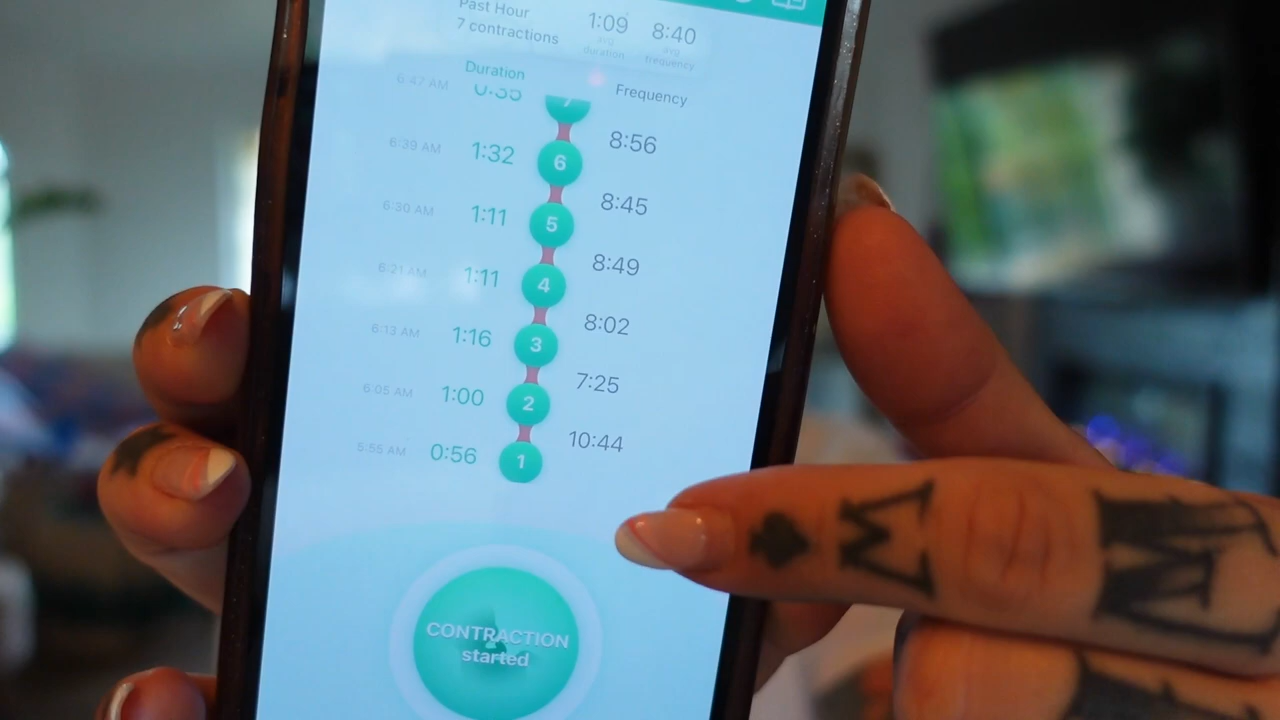 Past Hour
7 contractions
1:09
avg
duration
8:40
avg
frequency
Duration
Frequency
6:47 AM 0:35 7
8:56
6:39 AM 1:32 6
8:45
6:30 AM 1:11 5
8:49
6:21 AM 1:11 4
8:02
6:13 AM 1:16 3
7:25
6:05 AM 1:00 2
10:44
5:55 AM 0:56 1
CONTRACTION
started